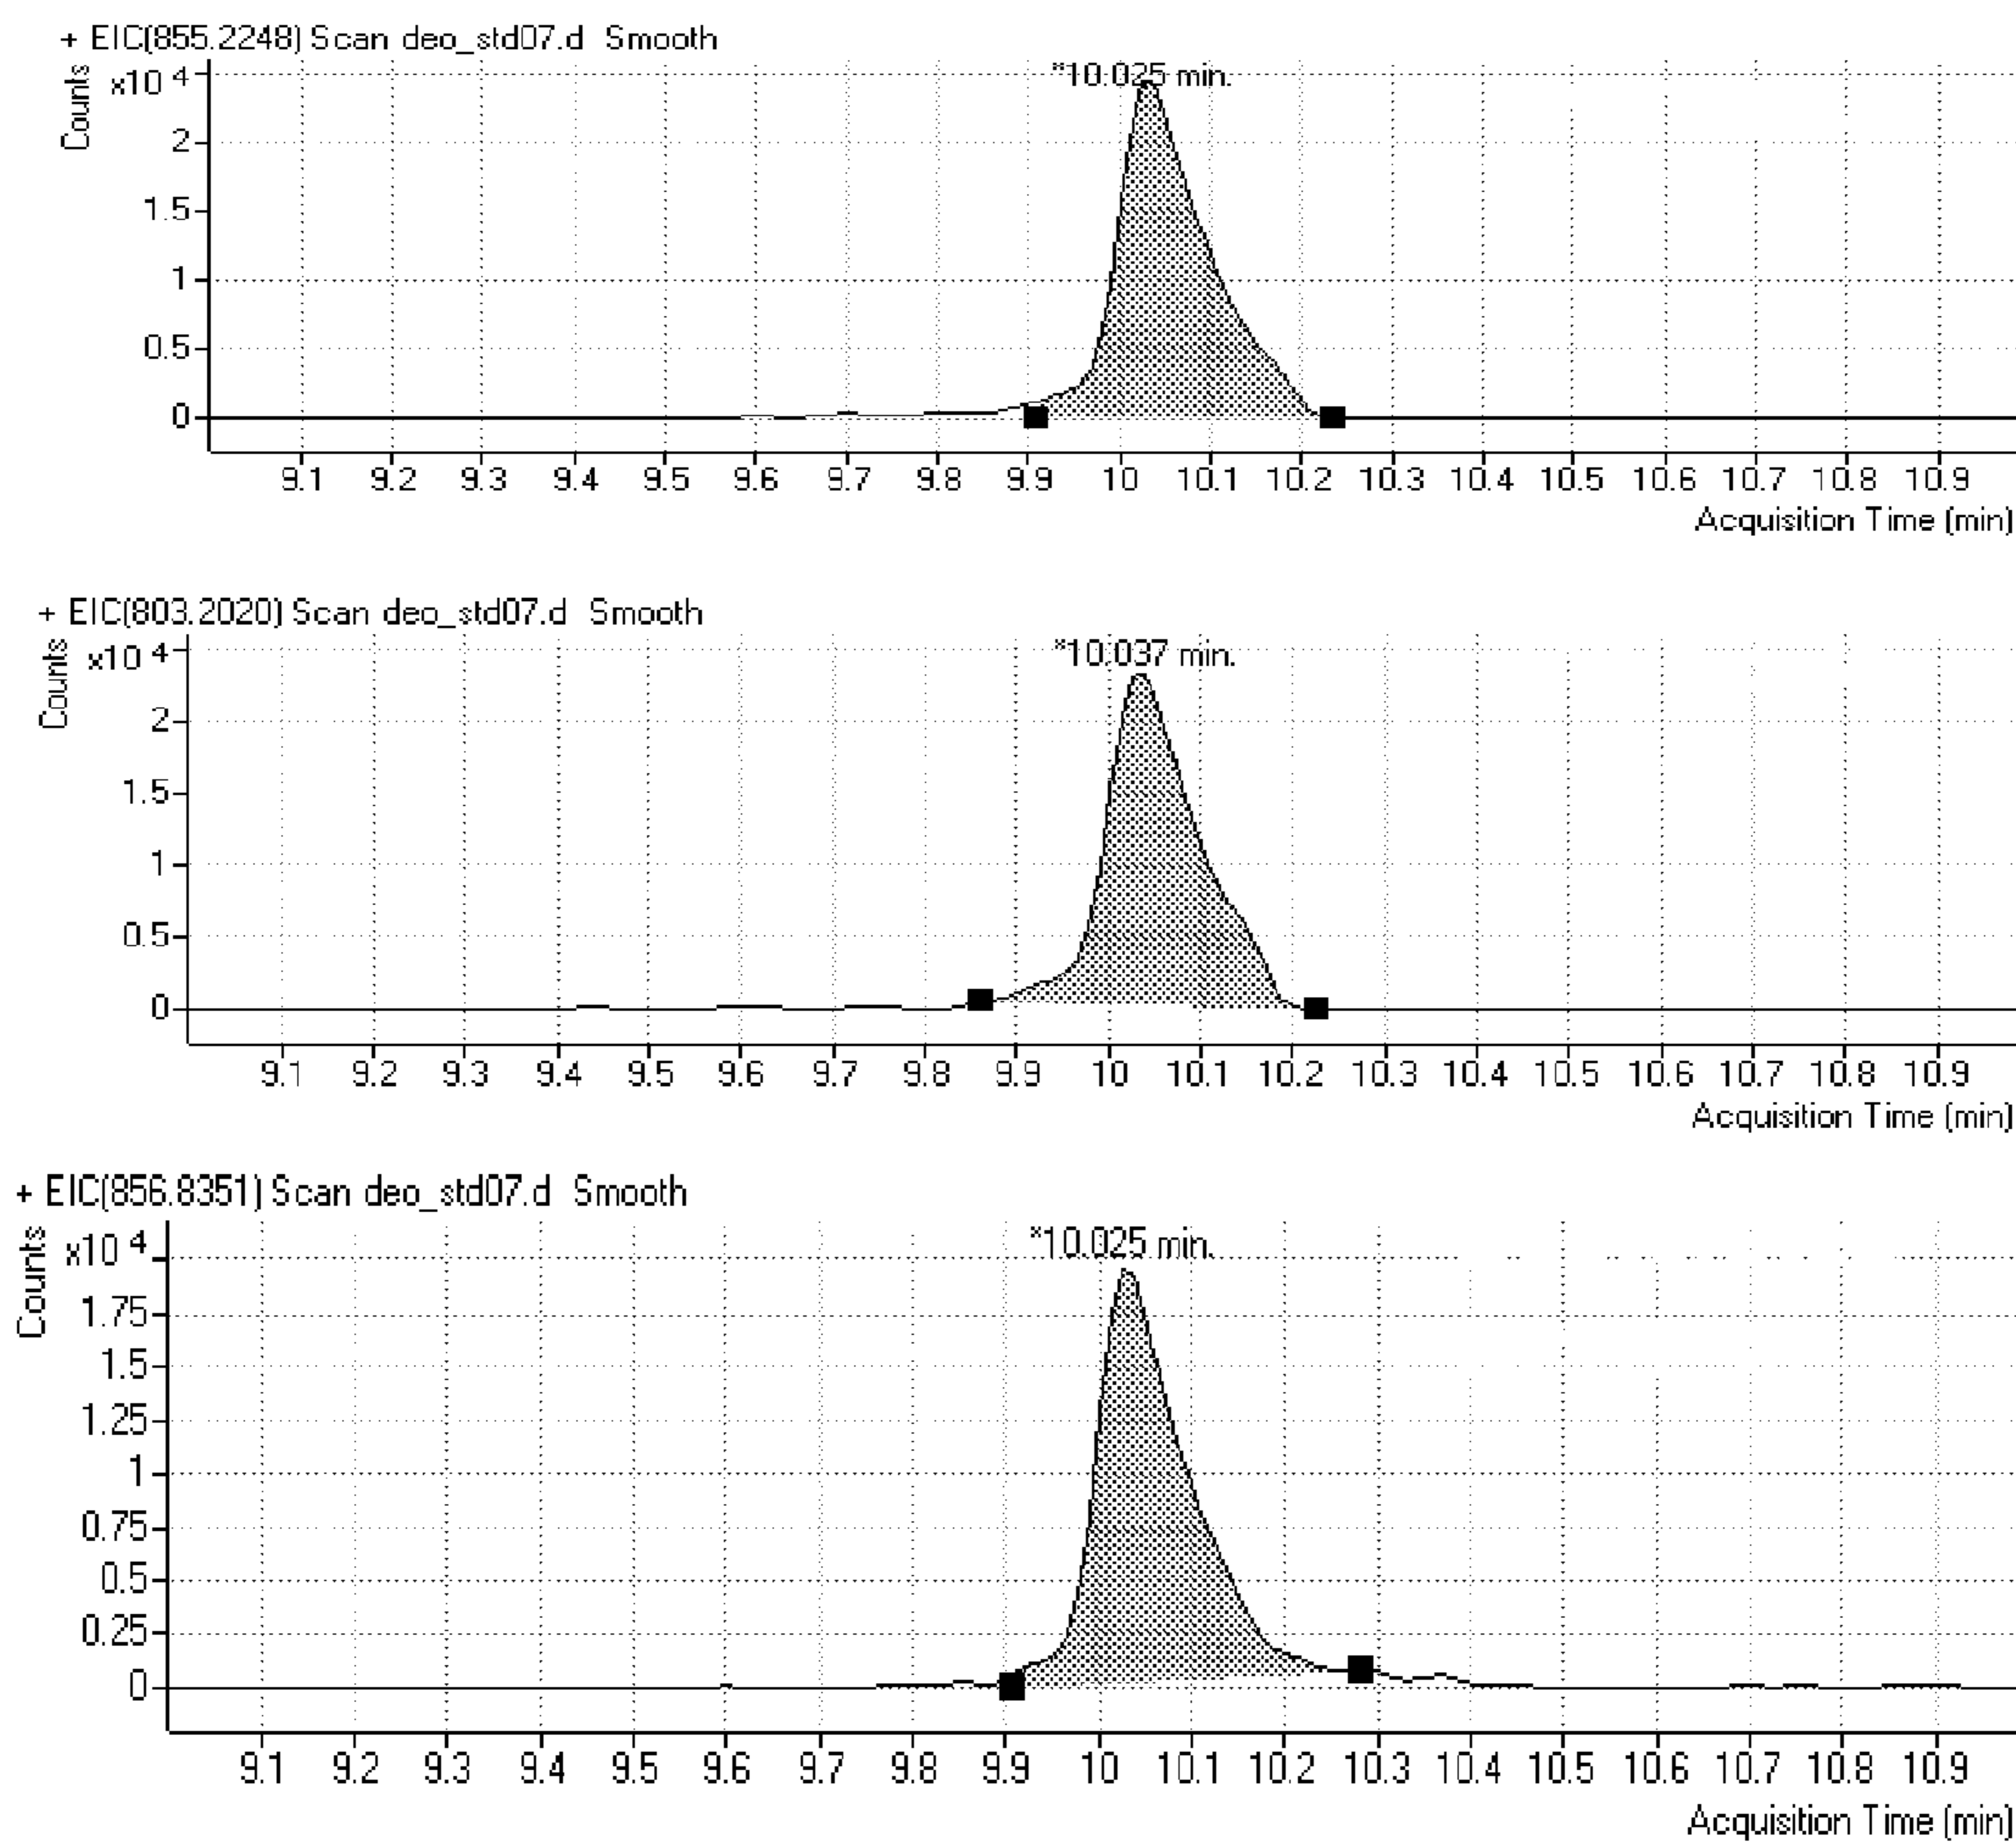 + EIC(855.2248) Scan deo_std07.d Smooth
Counts
x10 4
*10.025 min.
2
1.5
1
0.5
0
9.1 9.2 9.3 9.4 9.5 9.6 9.7 9.8 9.9 10 10.1 10.2 10.3 10.4 10.5 10.6 10.7 10.8 10.9
Acquisition Time (min)
+ EIC(803.2020) Scan deo_std07.d Smooth
Counts
x10 4
*10.037 min.
2
1.5
1
0.5
0
9.1 9.2 9.3 9.4 9.5 9.6 9.7 9.8 9.9 10 10.1 10.2 10.3 10.4 10.5 10.6 10.7 10.8 10.9
Acquisition Time (min)
+ EIC(856.8351) Scan deo_std07.d Smooth
Counts
x10 4
*10.025 min.
1.75
1.5
1.25
1
0.75
0.5
0.25
0
9.1 9.2 9.3 9.4 9.5 9.6 9.7 9.8 9.9 10 10.1 10.2 10.3 10.4 10.5 10.6 10.7 10.8 10.9
Acquisition Time (min)